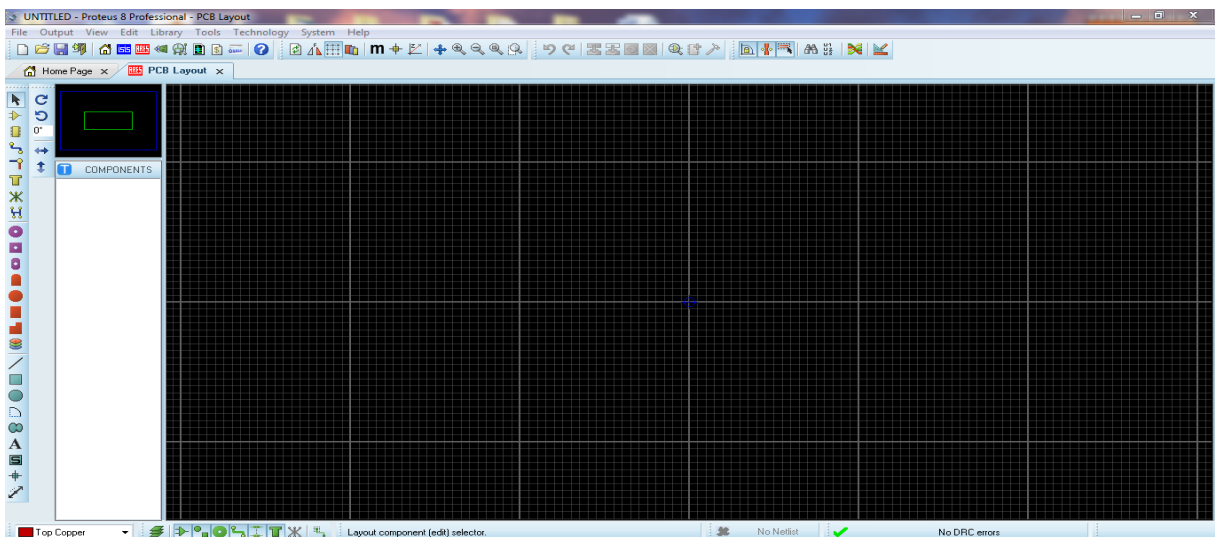 UNTITLED - Proteus 8 Professional - PCB Layout
File Output View Edit Library Tools Technology System Help
Home Page x PCB Layout x
0°
COMPONENTS
Top Copper Layout component (edit) selector. No Netlist No DRC errors